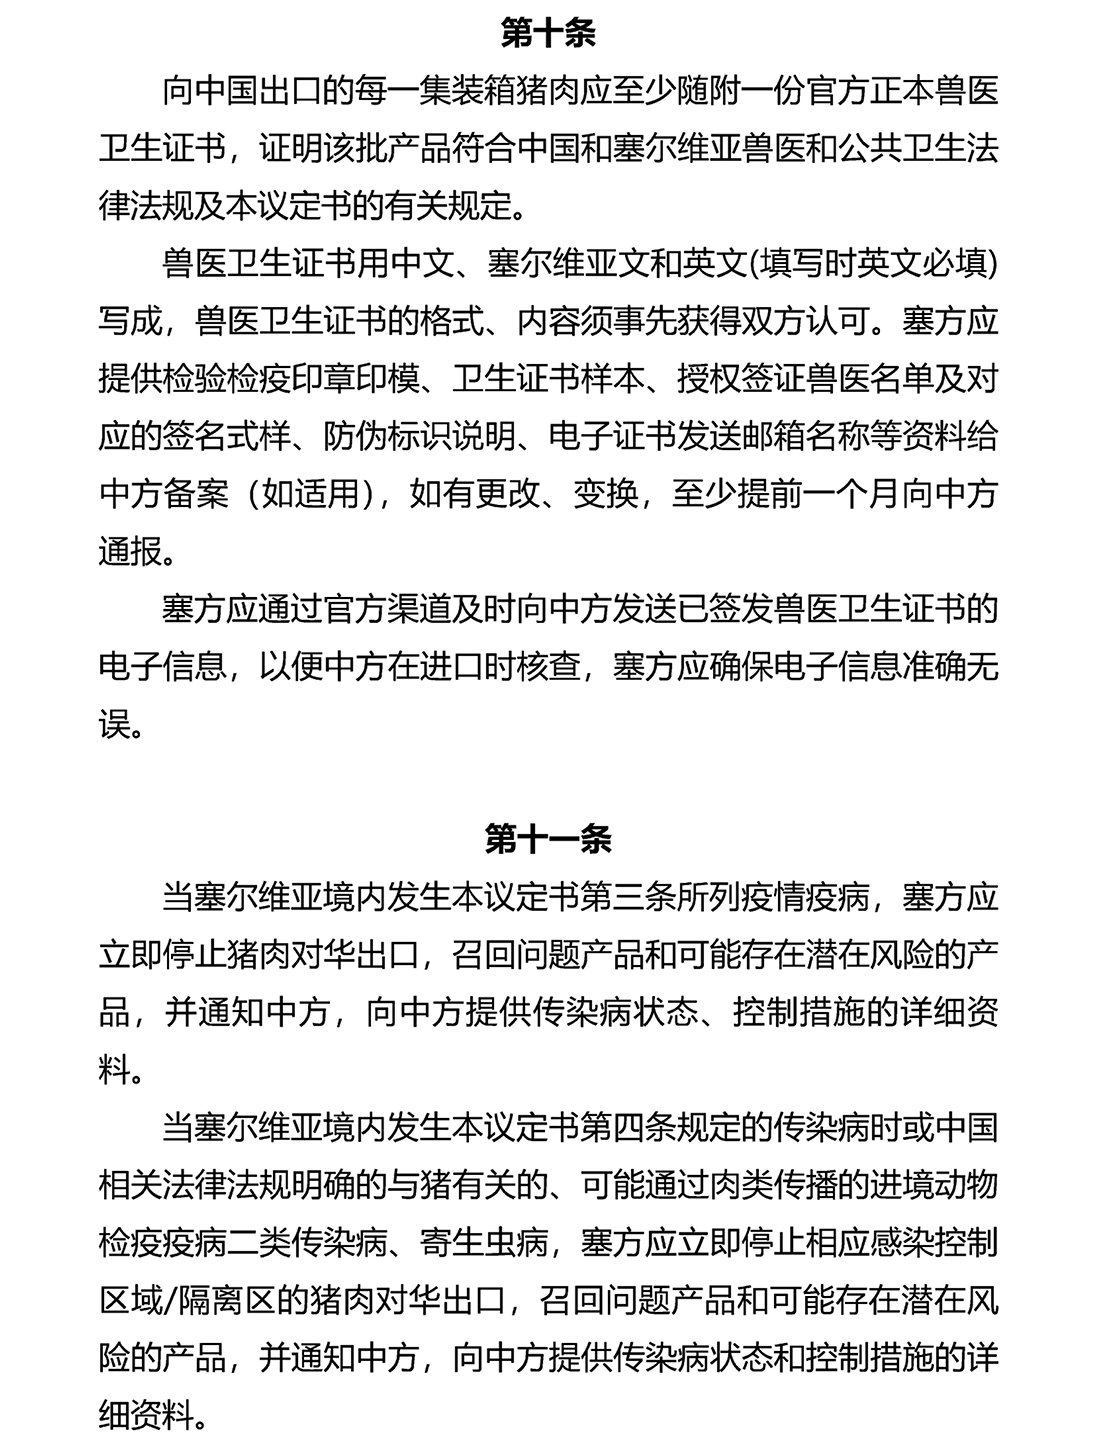 第十条
向中国出口的每一集装箱猪肉应至少随附一份官方正本兽医
卫生证书，证明该批产品符合中国和塞尔维亚兽医和公共卫生法
律法规及本议定书的有关规定。
兽医卫生证书用中文、塞尔维亚文和英文(填写时英文必填)
写成，兽医卫生证书的格式、内容须事先获得双方认可。塞方应
提供检验检疫印章印模、卫生证书样本、授权签证兽医名单及对
应的签名式样、防伪标识说明、电子证书发送邮箱名称等资料给
中方备案（如适用），如有更改、变换，至少提前一个月向中方
通报。
塞方应通过官方渠道及时向中方发送已签发兽医卫生证书的
电子信息，以便中方在进口时核查，塞方应确保电子信息准确无
误。
第十一条
当塞尔维亚境内发生本议定书第三条所列疫情疫病，塞方应
立即停止猪肉对华出口，召回问题产品和可能存在潜在风险的产
品，并通知中方，向中方提供传染病状态、控制措施的详细资
料。
当塞尔维亚境内发生本议定书第四条规定的传染病时或中国
相关法律法规明确的与猪有关的、可能通过肉类传播的进境动物
检疫疫病二类传染病、寄生虫病，塞方应立即停止相应感染控制
区域/隔离区的猪肉对华出口，召回问题产品和可能存在潜在风
险的产品，并通知中方，向中方提供传染病状态和控制措施的详
细资料。